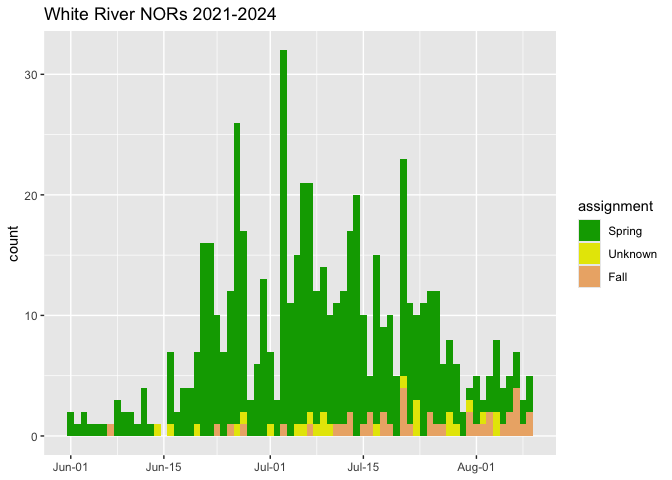 White River NORs 2021-2024
count
30
20
10
0
Jun-01
Jun-15
Jul-01
Jul-15
Aug-01
assignment
Spring
Unknown
Fall